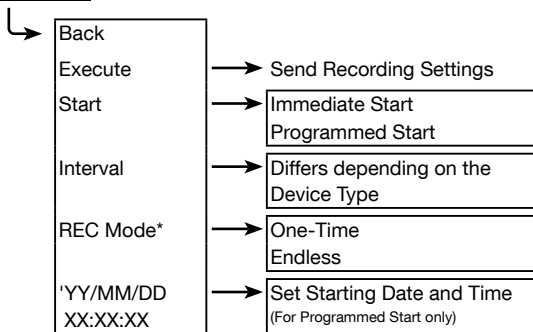 Back
Execute
Send Recording Settings
Start
Immediate Start
Programmed Start
Interval
Differs depending on the
Device Type
REC Mode*
One-Time
Endless
'YY/MM/DD
XX:XX:XX
Set Starting Date and Time
(For Programmed Start only)